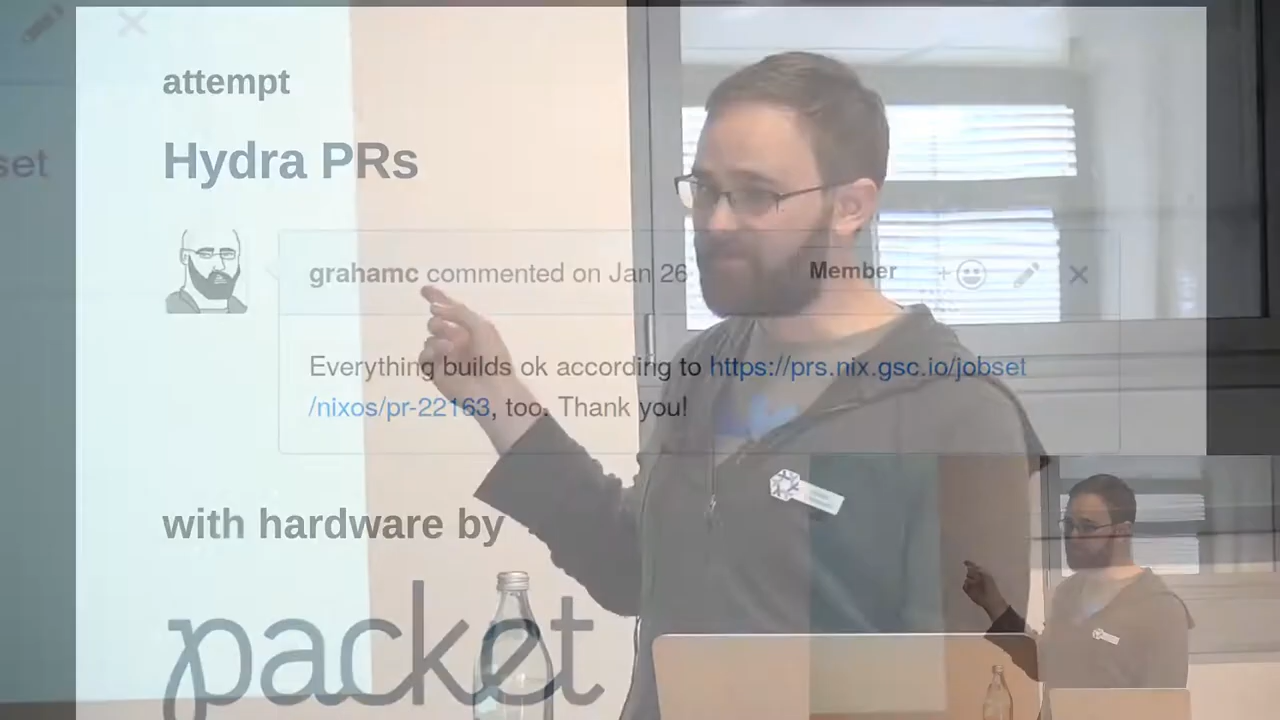 attempt
set
Hydra PRs
grahamc commented on Jan 26 Member
Everything builds ok according to https://prs.nix.gsc.io/jobset
/nixos/pr-22163, too. Thank you!
with hardware by
packet